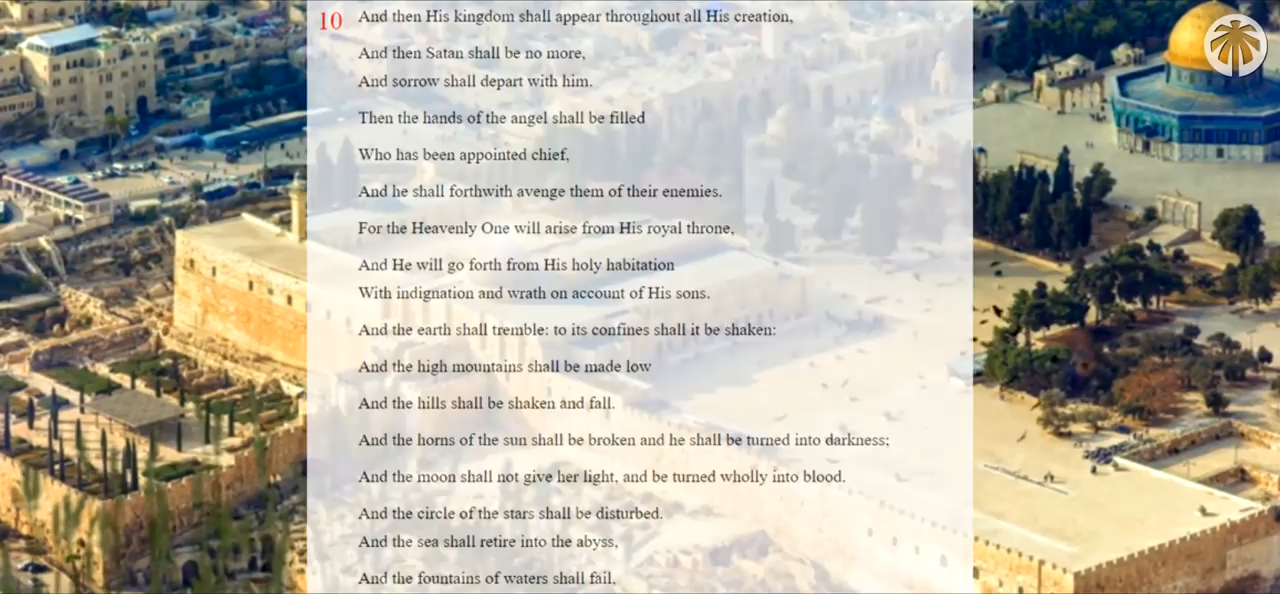 10 And then His kingdom shall appear throughout all His creation,
And then Satan shall be no more,
And sorrow shall depart with him.
Then the hands of the angel shall be filled
Who has been appointed chief,
And he shall forthwith avenge them of their enemies.
For the Heavenly One will arise from His royal throne,
And He will go forth from His holy habitation
With indignation and wrath on account of His sons.
And the earth shall tremble: to its confines shall it be shaken:
And the high mountains shall be made low
And the hills shall be shaken and fall.
And the horns of the sun shall be broken and he shall be turned into darkness;
And the moon shall not give her light, and be turned wholly into blood.
And the circle of the stars shall be disturbed.
And the sea shall retire into the abyss,
And the fountains of waters shall fail,